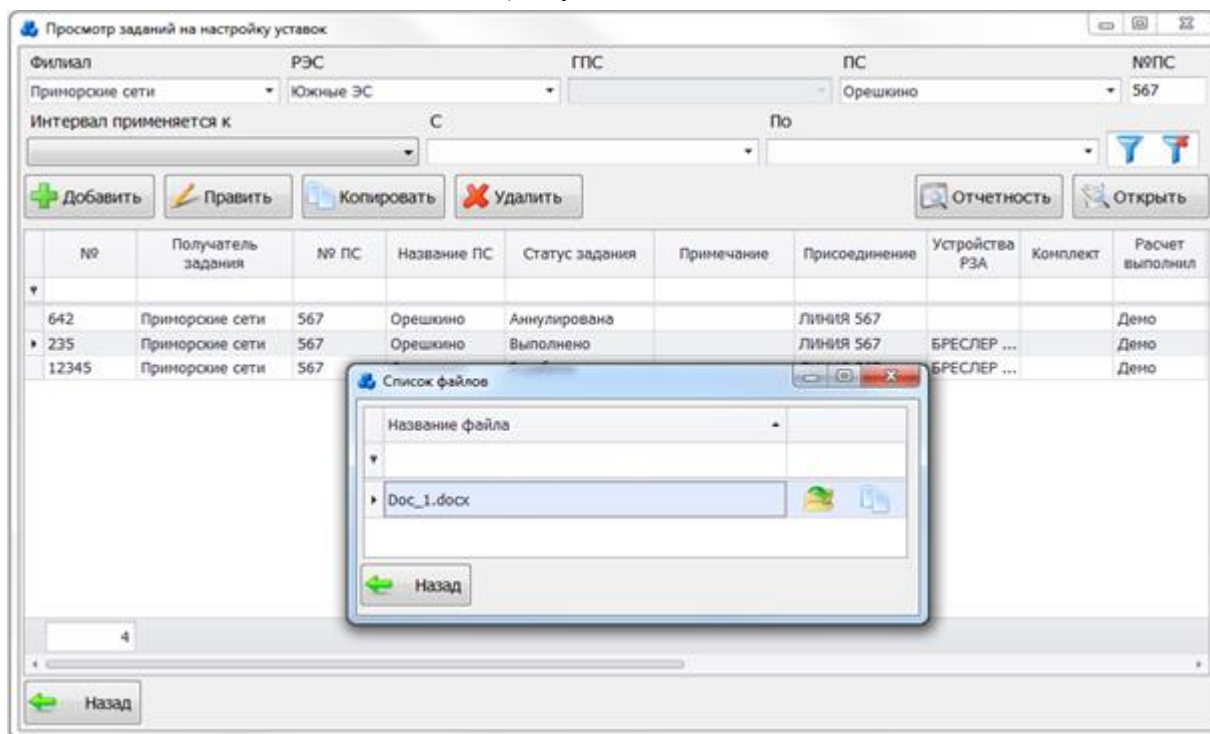 Просмотр заданий на настройку уставок
Филиал РЭС ГПС ПС №ПС
Приморские сети Южные ЭС Орешкино 567
Интервал применяется к С По
Добавить Править Копировать Удалить Отчетность Открыть
№ Получатель задания № ПС Название ПС Статус задания Примечание Присоединение Устройства РЗА Комплект Расчет выполнил
642 Приморские сети 567 Орешкино Аннулирована ЛИНИЯ 567 Демо
235 Приморские сети 567 Орешкино Выполнено ЛИНИЯ 567 БРЕСЛЕР ... Демо
12345 Приморские сети 567 БРЕСЛЕР ... Демо
Список файлов
Название файла
Doc_1.docx
Назад
4
Назад